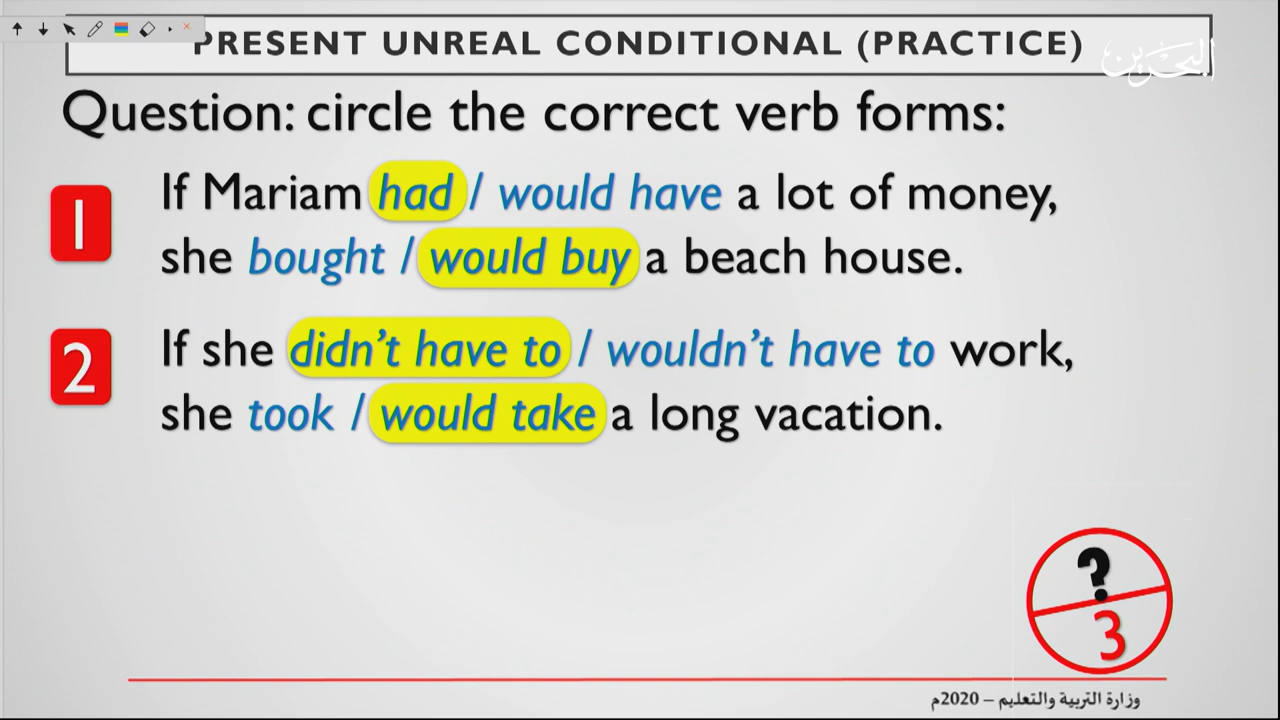 PRESENT UNREAL CONDITIONAL (PRACTICE)
البحرين
Question: circle the correct verb forms:
1 If Mariam had / would have a lot of money,
she bought / would buy a beach house.
2 If she didn't have to / wouldn't have to work,
she took / would take a long vacation.
?
3
وزارة التربية والتعليم – 2020م